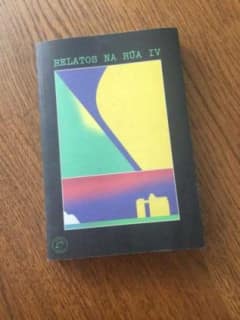 RELATOS NA RÚA IV